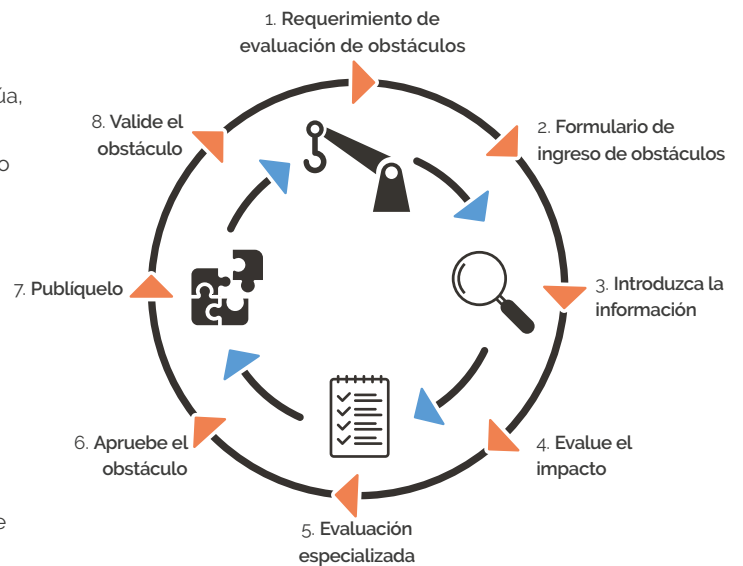 1. Requerimiento de
evaluación de obstáculos
2. Formulario de
ingreso de obstáculos
3. Introduzca la
información
4. Evalue el
impacto
5. Evaluación
especializada
6. Apruebe el
obstáculo
7. Publíquelo
8. Valide el
obstáculo